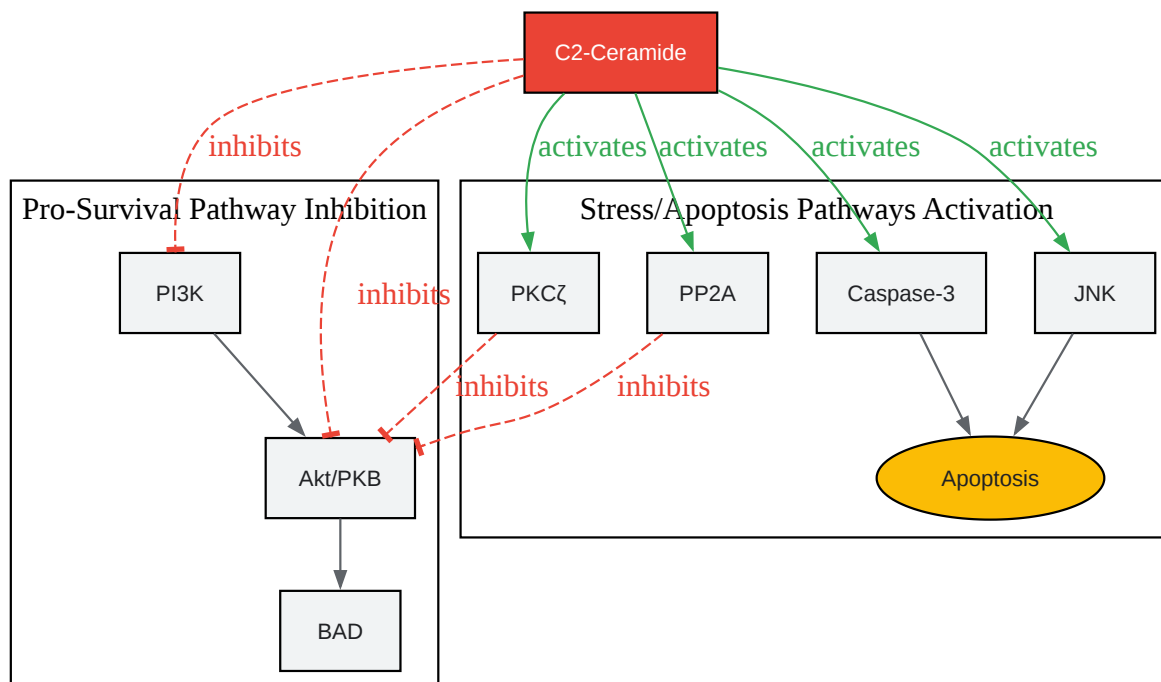 C2-Ceramide
inhibits
activates
activates
activates
activates
Pro-Survival Pathway Inhibition
Stress/Apoptosis Pathways Activation
PI3K
inhibits
PKCζ
PP2A
Caspase-3
JNK
inhibits
inhibits
Akt/PKB
Apoptosis
BAD